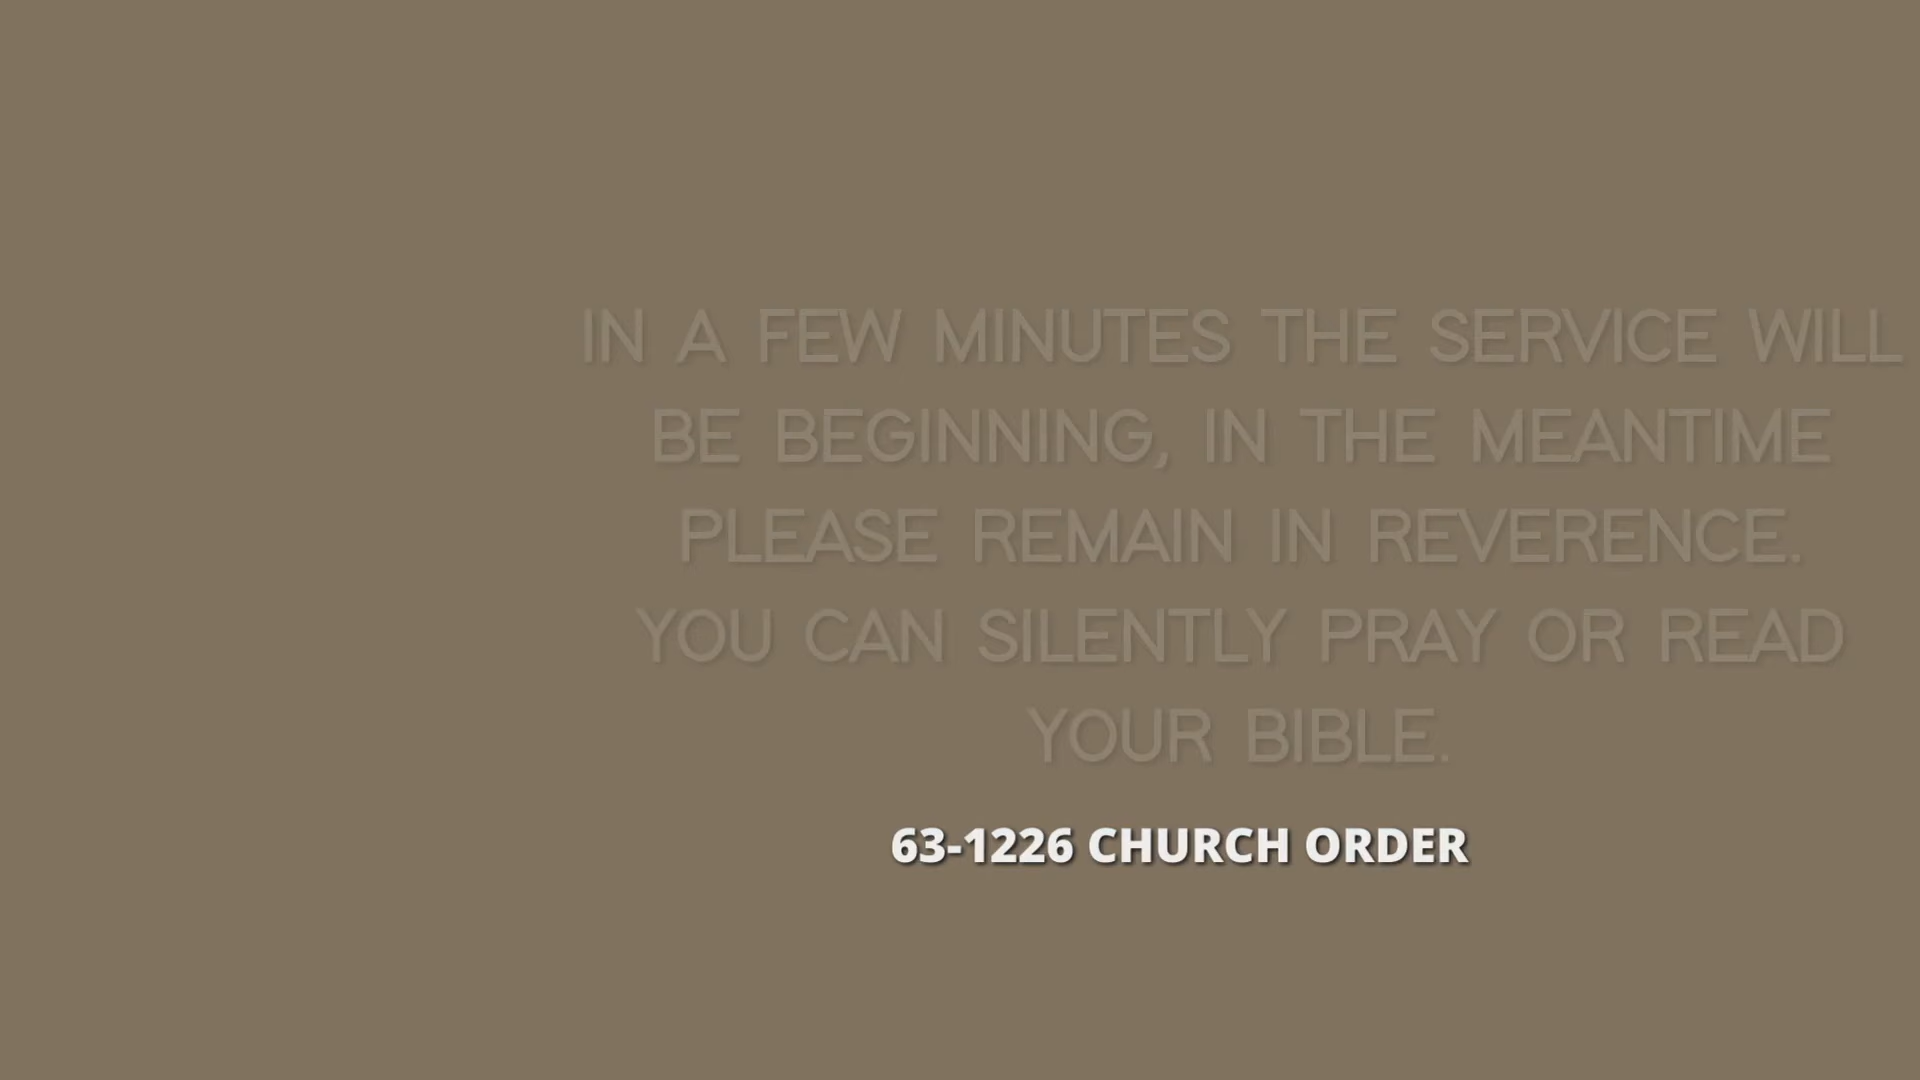 IN A FEW MINUTES THE SERVICE WILL
BE BEGINNING, IN THE MEANTIME
PLEASE REMAIN IN REVERENCE.
YOU CAN SILENTLY PRAY OR READ
YOUR BIBLE.
63-1226 CHURCH ORDER